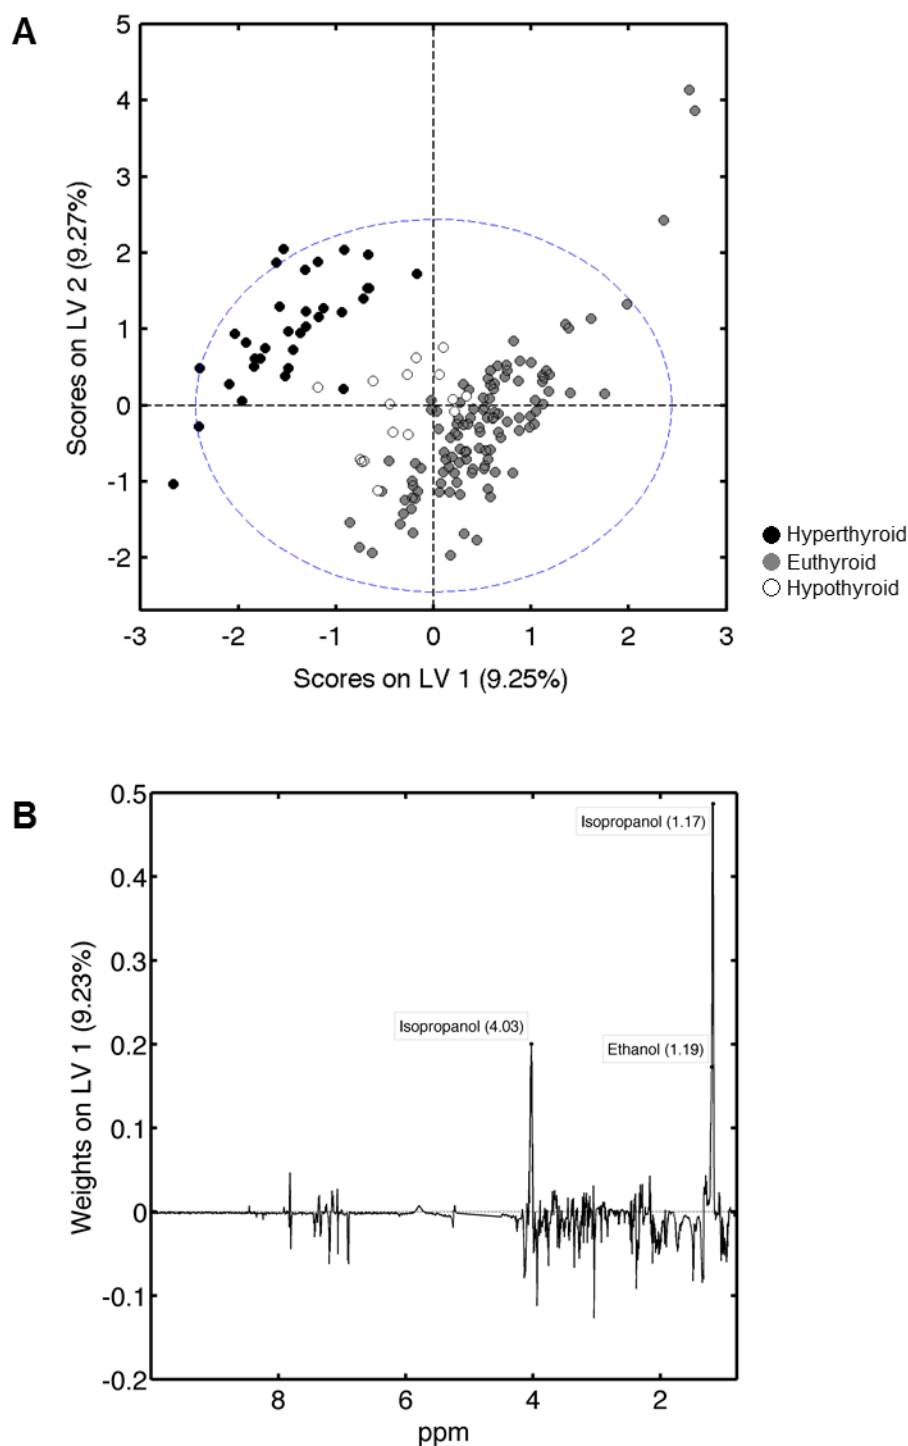 A
5
4
3
2
1
0
-1
-2
Scores on LV 2 (9.27%)
-3 -2 -1 0 1 2 3
Scores on LV 1 (9.25%)
Hyperthyroid
Euthyroid
Hypothyroid
B
0.5
0.4
0.3
0.2
0.1
0
-0.1
-0.2
Weights on LV 1 (9.23%)
Isopropanol (1.17)
Isopropanol (4.03)
Ethanol (1.19)
8 6 4 2
ppm